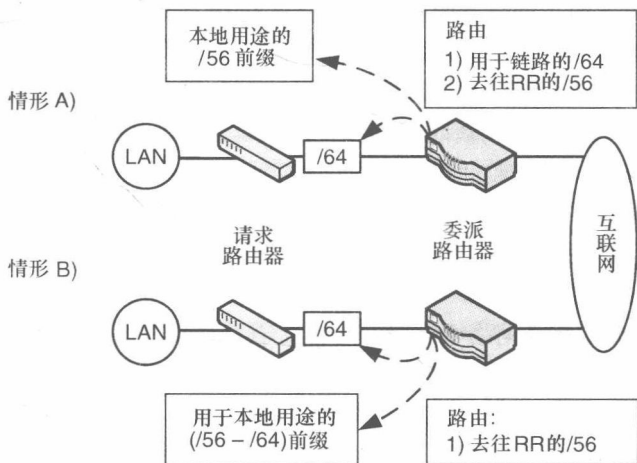 本地用途的
/56 前缀
路由
1) 用于链路的/64
2) 去往RR的/56
情形 A)
LAN
/64
请求
路由器
委派
路由器
互
联
网
情形 B)
LAN
/64
用于本地用途的
(/56 – /64)前缀
路由:
1) 去往RR的/56